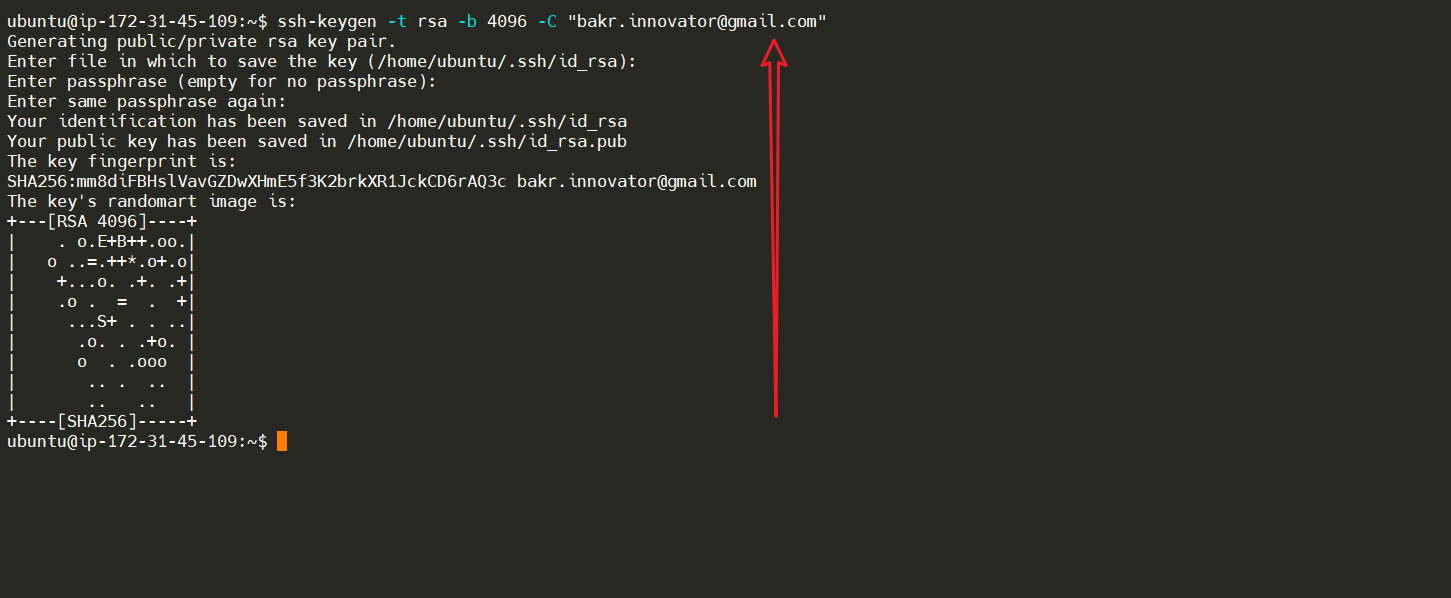 ubuntu@ip-172-31-45-109:~$ ssh-keygen -t rsa -b 4096 -C "bakr.innovator@gmail.com"
Generating public/private rsa key pair.
Enter file in which to save the key (/home/ubuntu/.ssh/id_rsa):
Enter passphrase (empty for no passphrase):
Enter same passphrase again:
Your identification has been saved in /home/ubuntu/.ssh/id_rsa
Your public key has been saved in /home/ubuntu/.ssh/id_rsa.pub
The key fingerprint is:
SHA256:mm8diFBHslVavGZDwXHmE5f3K2brkXR1JckCD6rAQ3c bakr.innovator@gmail.com
The key's randomart image is:
+---[RSA 4096]----+
|    . o.E+B++.oo.|
|   o ..=.++*.o+.o|
|    +...o. .+. .+|
|    .o .  =  .  +|
|     ...S+ . . ..|
|      .o. . .+o. |
|      o  . .ooo  |
|       .. .  ..  |
|       ..   ..   |
+----[SHA256]-----+
ubuntu@ip-172-31-45-109:~$